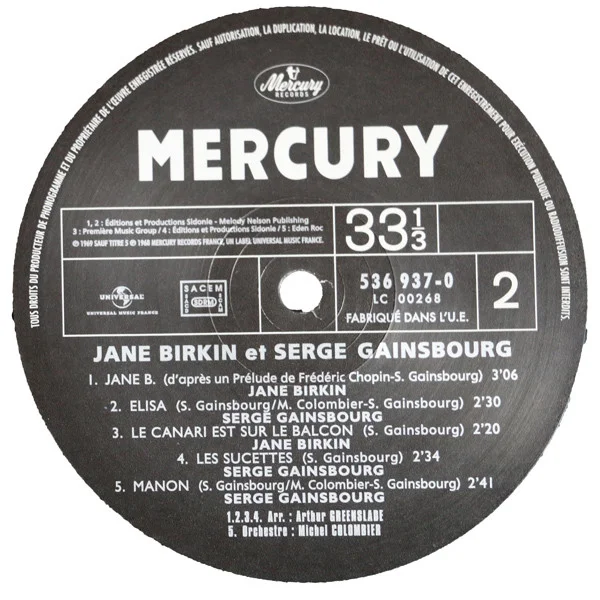 TOUS DROITS DU PRODUCTEUR DE PHONOGRAMME ET DU PROPRIÉTAIRE DE L'ŒUVRE ENREGISTRÉE RÉSERVÉS. SAUF AUTORISATION, LA DUPLICATION, LA LOCATION, LE PRÊT OU L'UTILISATION DE CET ENREGISTREMENT POUR EXÉCUTION PUBLIQUE OU RADIODIFFUSION SONT INTERDITS.
Mercury
RECORDS
MERCURY
1, 2 : Éditions et Productions Sidonie - Melody Nelson Publishing
3 : Première Music Group / 4 : Éditions et Productions Sidonie / 5 : Eden Roc
℗ 1969 SAUF TITRE 5 ℗ 1968 MERCURY RECORDS FRANCE, UN LABEL UNIVERSAL MUSIC FRANCE.
33 1/3
UNIVERSAL
UNIVERSAL MUSIC FRANCE
SACEM
SDRM
536 937-0
LC 00268
FABRIQUÉ DANS L'U.E.
2
JANE BIRKIN et SERGE GAINSBOURG
1. JANE B. (d'après un Prélude de Frédéric Chopin-S. Gainsbourg) 3'06
JANE BIRKIN
2. ELISA (S. Gainsbourg/M. Colombier-S. Gainsbourg) 2'30
SERGE GAINSBOURG
3. LE CANARI EST SUR LE BALCON (S. Gainsbourg) 2'20
JANE BIRKIN
4. LES SUCETTES (S. Gainsbourg) 2'34
SERGE GAINSBOURG
5. MANON (S. Gainsbourg/M. Colombier-S. Gainsbourg) 2'41
SERGE GAINSBOURG
1.2.3.4. Arr. : Arthur GREENSLADE
5. Orchestre : Michel COLOMBIER